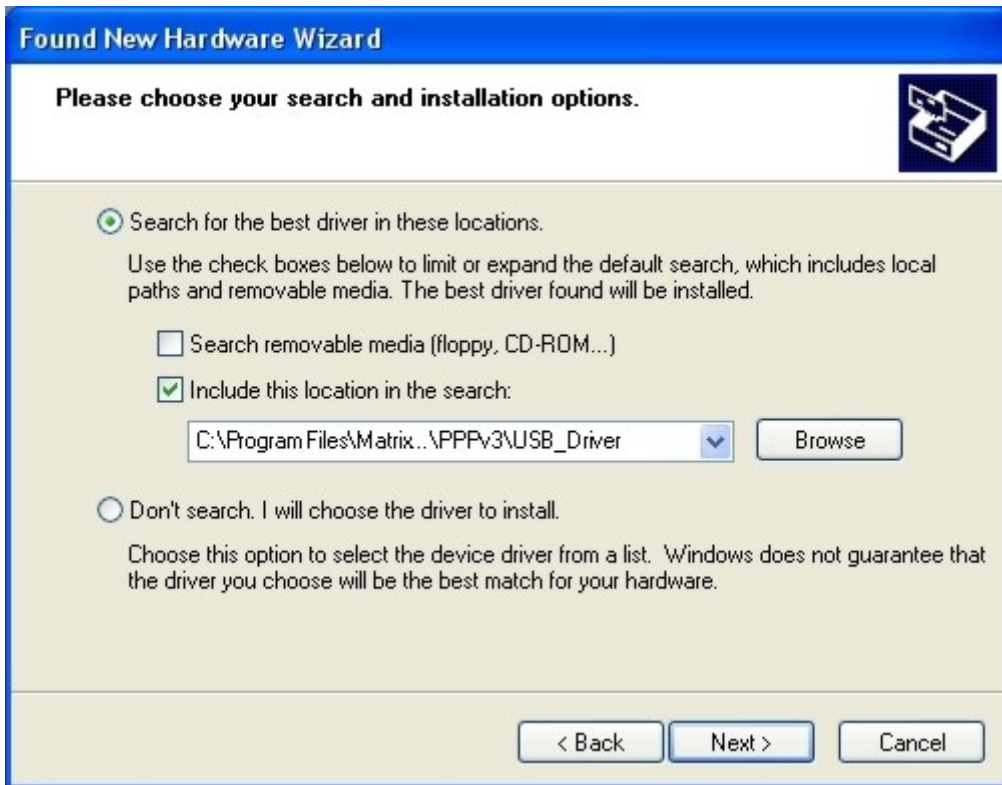 Found New Hardware Wizard
Please choose your search and installation options.
Search for the best driver in these locations.
Use the check boxes below to limit or expand the default search, which includes local
paths and removable media. The best driver found will be installed.
Search removable media (floppy, CD-ROM...)
Include this location in the search:
C:\Program Files\Matrix...\PPPv3\USB_Driver
Browse
Don't search. I will choose the driver to install.
Choose this option to select the device driver from a list. Windows does not guarantee that
the driver you choose will be the best match for your hardware.
< Back Next > Cancel